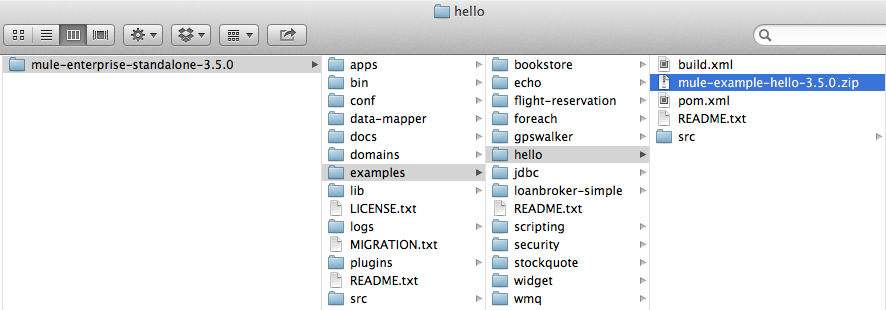 hello
mule-enterprise-standalone-3.5.0
apps
bin
conf
data-mapper
docs
domains
examples
lib
LICENSE.txt
logs
MIGRATION.txt
plugins
README.txt
src
bookstore
echo
flight-reservation
foreach
gpswalker
hello
jdbc
loanbroker-simple
README.txt
scripting
security
stockquote
widget
wmq
build.xml
mule-example-hello-3.5.0.zip
pom.xml
README.txt
src